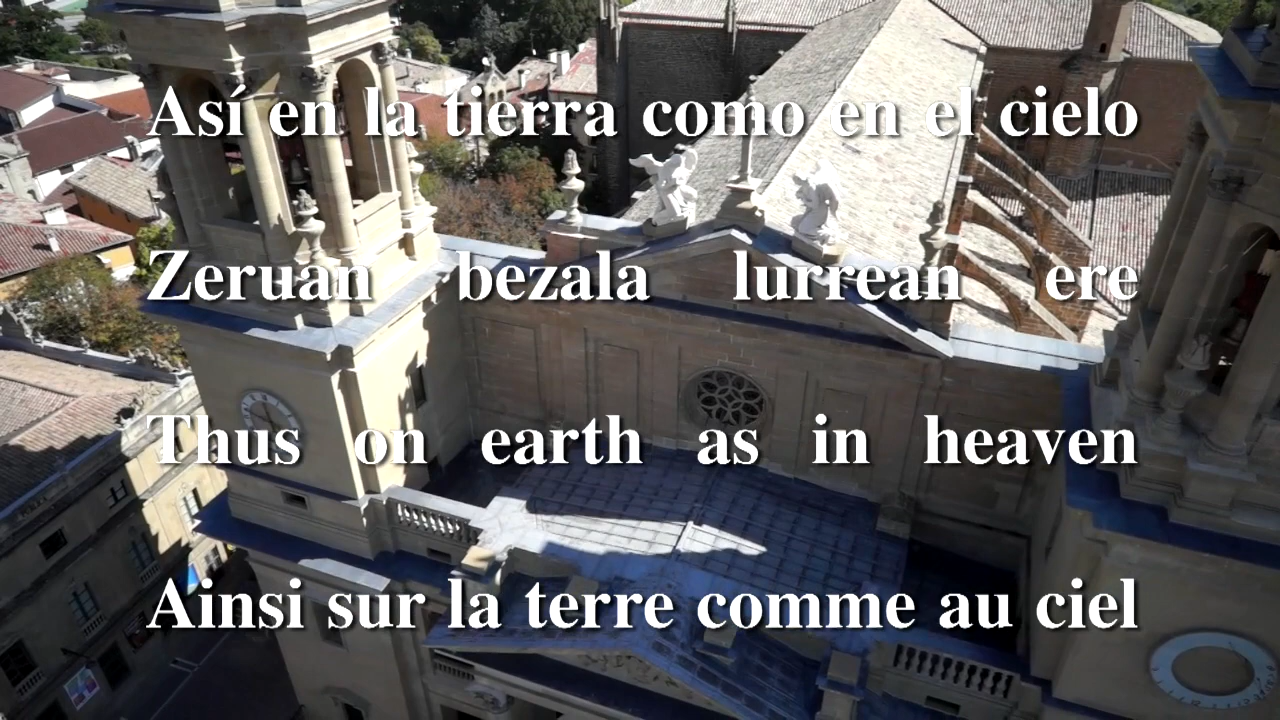 Así en la tierra como en el cielo
Zeruan bezala lurrean ere
Thus on earth as in heaven
Ainsi sur la terre comme au ciel